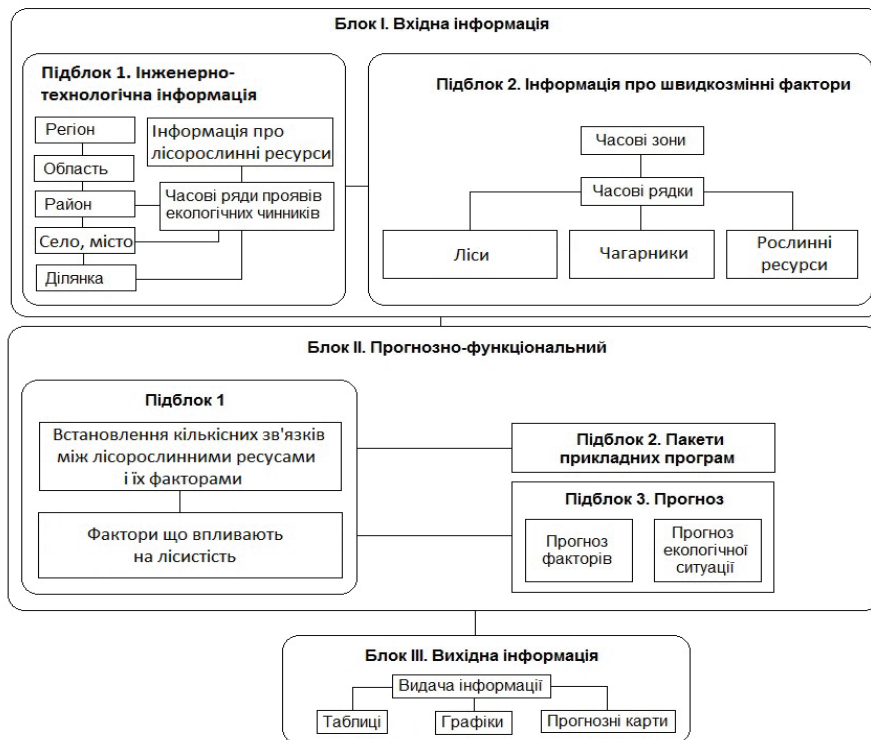 Блок I. Вхідна інформація
Підблок 1. Інженерно-
технологічна інформація
Регіон
Область
Район
Село, місто
Ділянка
Інформація про
лісорослинні ресурси
Часові ряди проявів
екологічних чинників
Підблок 2. Інформація про швидкозмінні фактори
Часові зони
Часові рядки
Ліси
Чагарники
Рослинні
ресурси
Блок II. Прогнозно-функціональний
Підблок 1
Встановлення кількісних зв'язків
між лісорослинними ресусами
і їх факторами
Фактори що впливають
на лісистість
Підблок 2. Пакети
прикладних програм
Підблок 3. Прогноз
Прогноз
факторів
Прогноз
екологічної
ситуації
Блок III. Вихідна інформація
Видача інформації
Таблиці
Графіки
Прогнозні карти